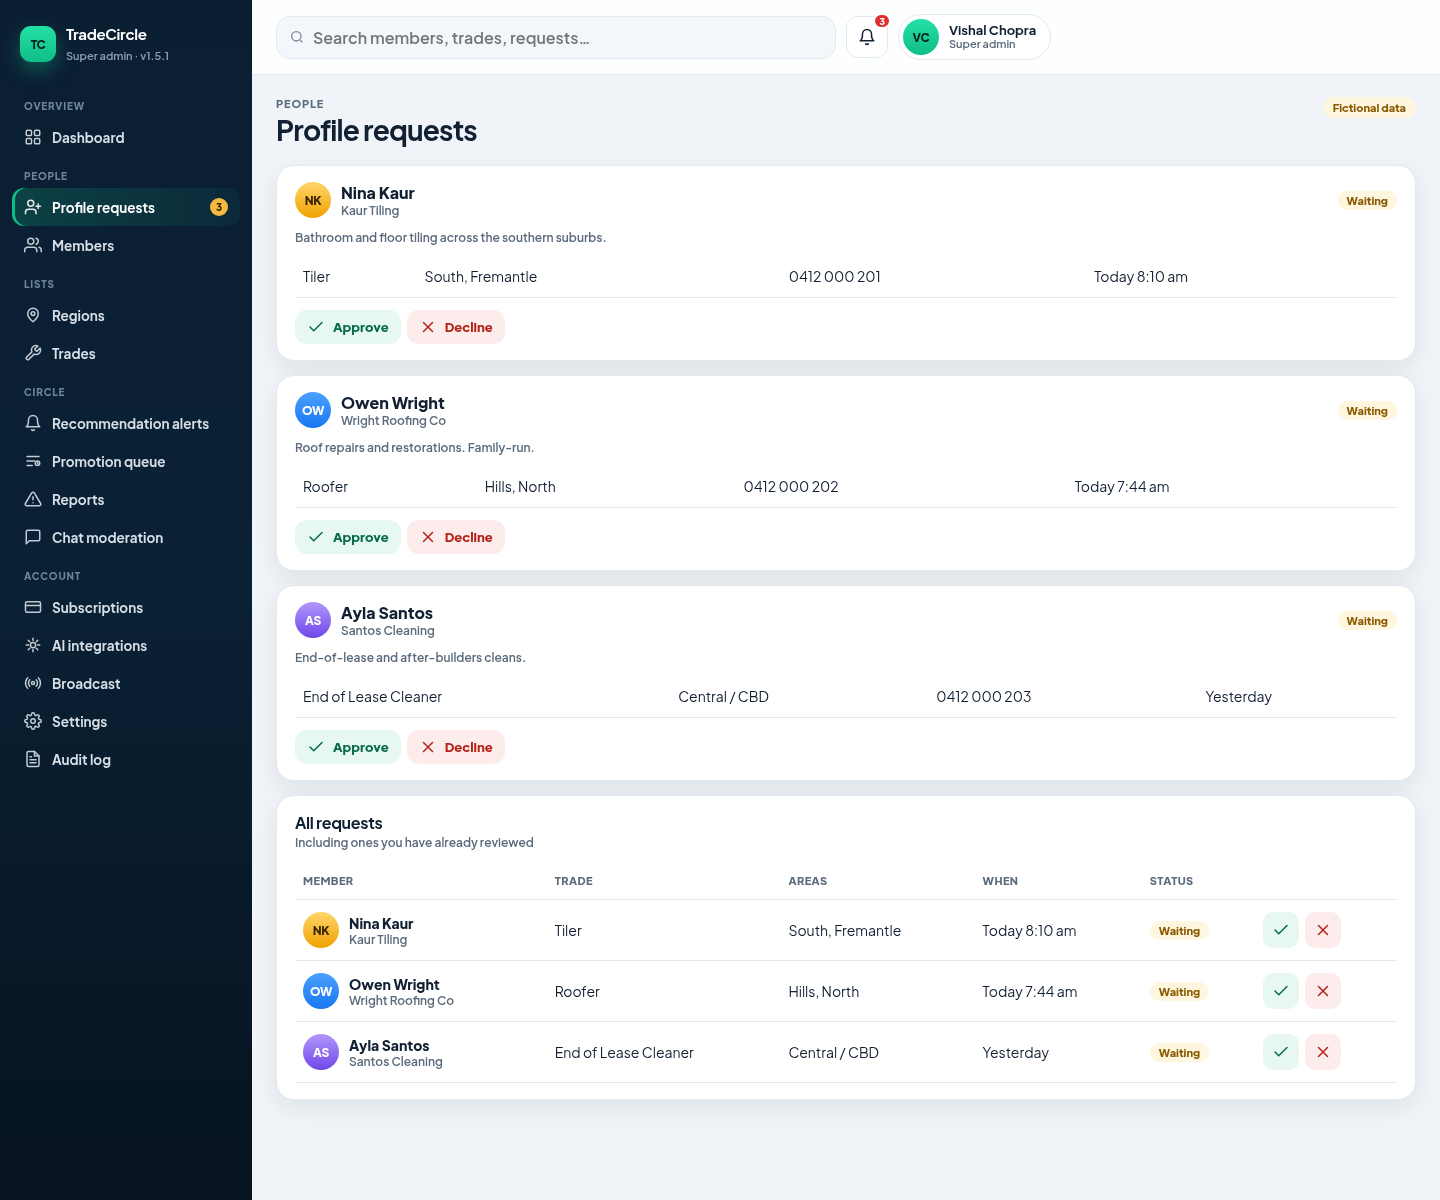 TC
TradeCircle
Super admin · v1.5.1
OVERVIEW
Dashboard
PEOPLE
Profile requests 3
Members
LISTS
Regions
Trades
CIRCLE
Recommendation alerts
Promotion queue
Reports
Chat moderation
ACCOUNT
Subscriptions
AI integrations
Broadcast
Settings
Audit log
Search members, trades, requests…
3
VC
Vishal Chopra
Super admin
PEOPLE
Profile requests
Fictional data
NK
Nina Kaur
Kaur Tiling
Waiting
Bathroom and floor tiling across the southern suburbs.
Tiler South, Fremantle 0412 000 201 Today 8:10 am
Approve Decline
OW
Owen Wright
Wright Roofing Co
Waiting
Roof repairs and restorations. Family-run.
Roofer Hills, North 0412 000 202 Today 7:44 am
Approve Decline
AS
Ayla Santos
Santos Cleaning
Waiting
End-of-lease and after-builders cleans.
End of Lease Cleaner Central / CBD 0412 000 203 Yesterday
Approve Decline
All requests
Including ones you have already reviewed
MEMBER TRADE AREAS WHEN STATUS
NK
Nina Kaur
Kaur Tiling
Tiler South, Fremantle Today 8:10 am Waiting
OW
Owen Wright
Wright Roofing Co
Roofer Hills, North Today 7:44 am Waiting
AS
Ayla Santos
Santos Cleaning
End of Lease Cleaner Central / CBD Yesterday Waiting